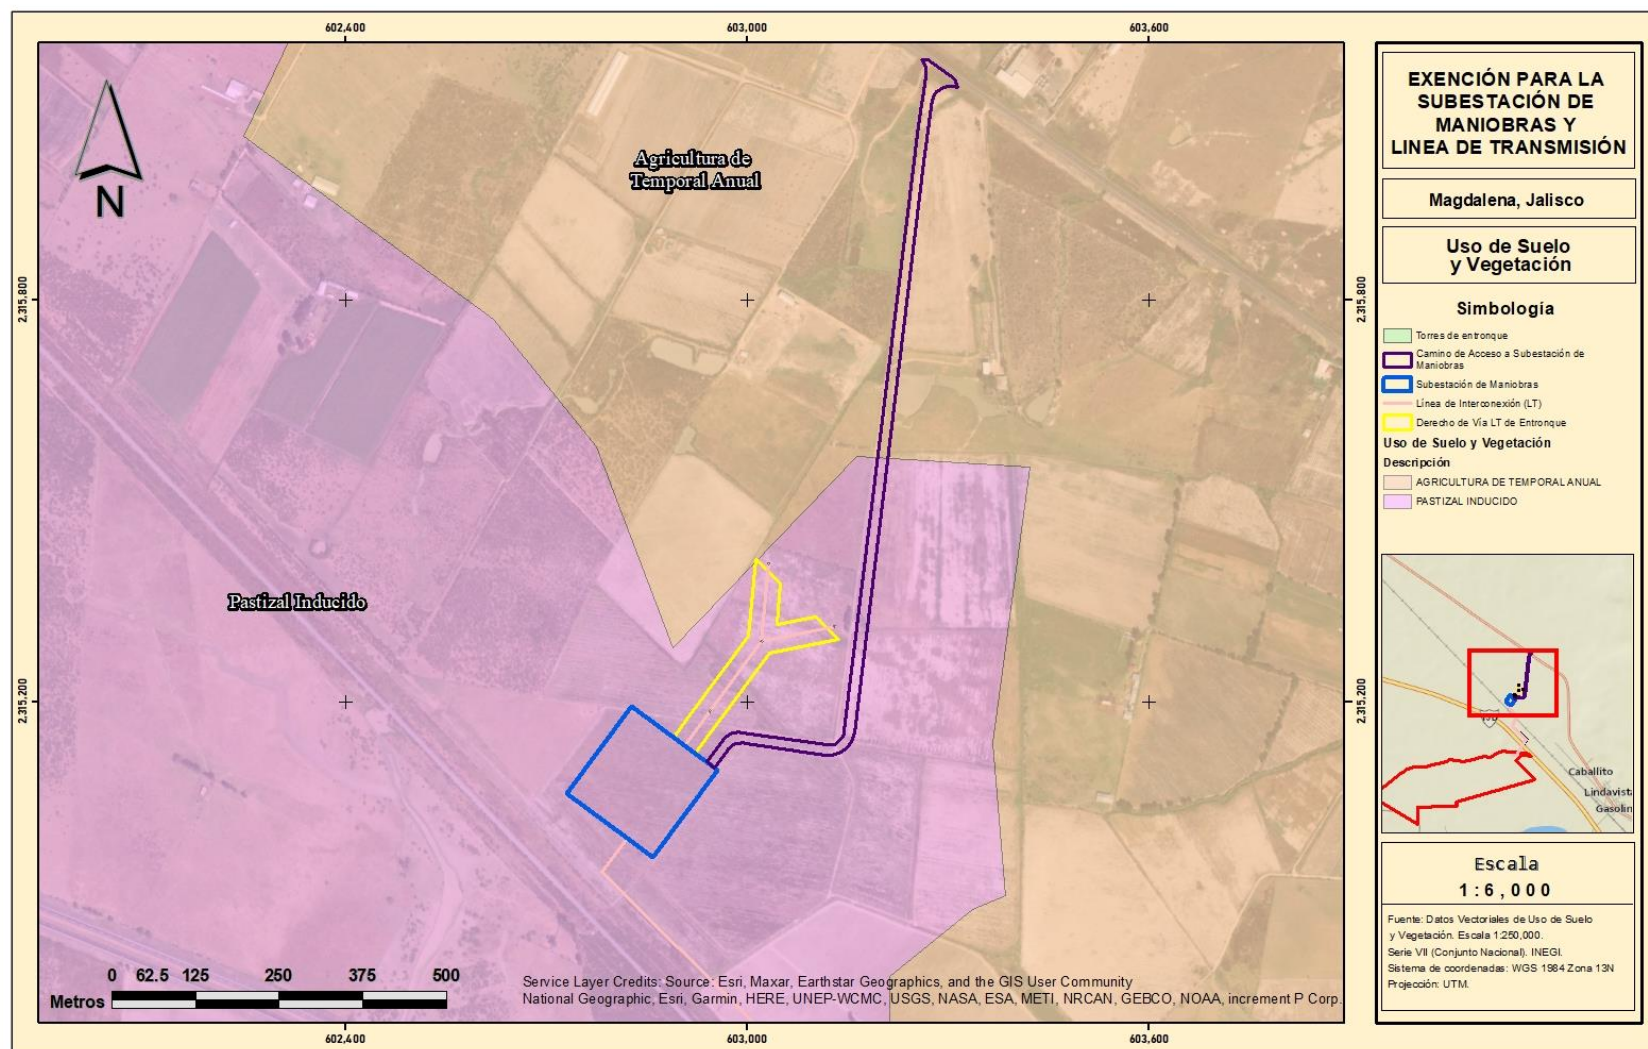 602,400
603,000
603,600
2,315,800
2,315,200
Agricultura de
Temporal Anual
N
Pastizal Inducido
0 62.5 125 250 375 500
Metros
Service Layer Credits: Source: Esri, Maxar, Earthstar Geographics, and the GIS User Community
National Geographic, Esri, Garmin, HERE, UNEP-WCMC, USGS, NASA, ESA, METI, NRCAN, GEBCO, NOAA, increment P Corp.
2,315,800
2,315,200
602,400
603,000
603,600
EXENCIÓN PARA LA
SUBESTACIÓN DE
MANIOBRAS Y
LINEA DE TRANSMISIÓN
Magdalena, Jalisco
Uso de Suelo
y Vegetación
Simbología
Torres de entronque
Camino de Acceso a Subestación de
Maniobras
Subestación de Maniobras
Línea de Interconexión (LT)
Derecho de Vía LT de Entronque
Uso de Suelo y Vegetación
Descripción
AGRICULTURA DE TEMPORAL ANUAL
PASTIZAL INDUCIDO
Caballito
Lindavist
Gasolin
Escala
1:6,000
Fuente: Datos Vectoriales de Uso de Suelo
y Vegetación. Escala 1:250,000.
Serie VII (Conjunto Nacional). INEGI.
Sistema de coordenadas: WGS 1984 Zona 13N
Projección: UTM.